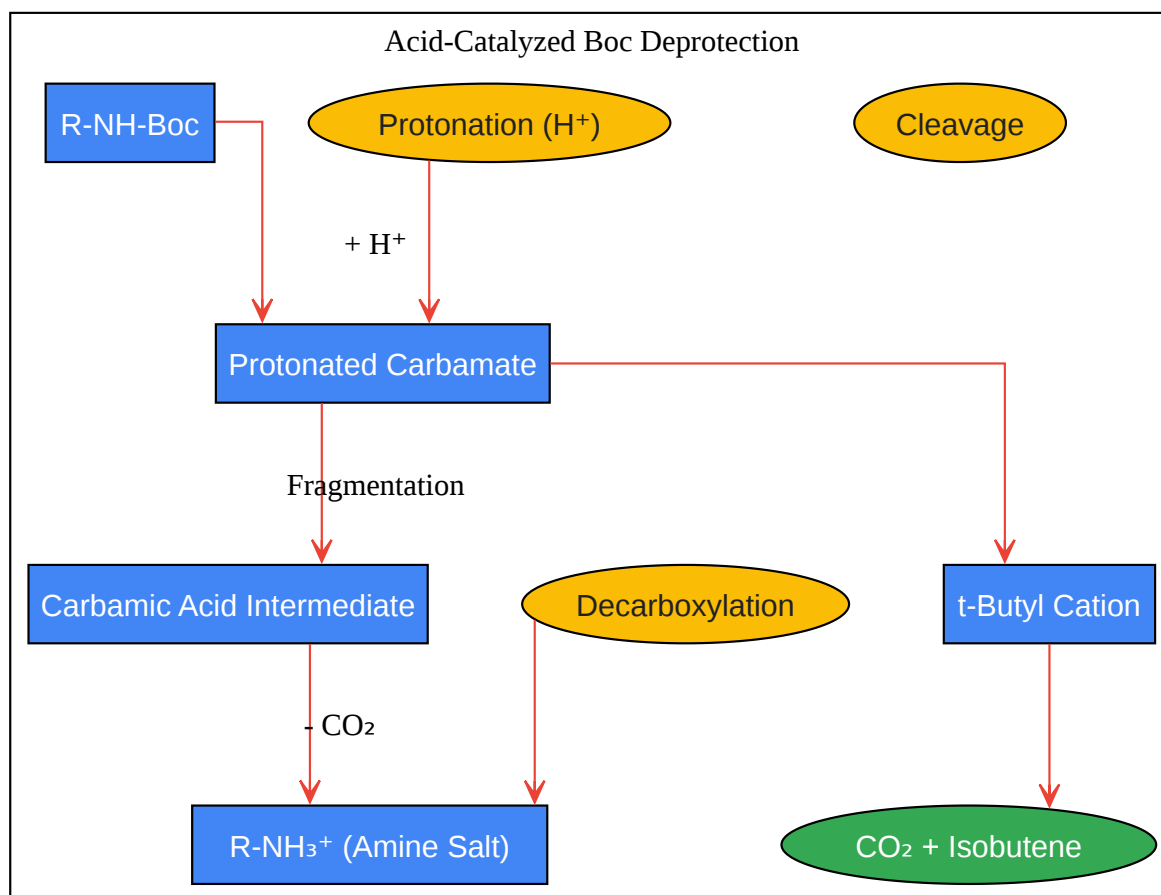 Acid-Catalyzed Boc Deprotection
R-NH-Boc
Protonation (H⁺)
Cleavage
+ H⁺
Protonated Carbamate
Fragmentation
Carbamic Acid Intermediate
Decarboxylation
t-Butyl Cation
- CO₂
R-NH₃⁺ (Amine Salt)
CO₂ + Isobutene